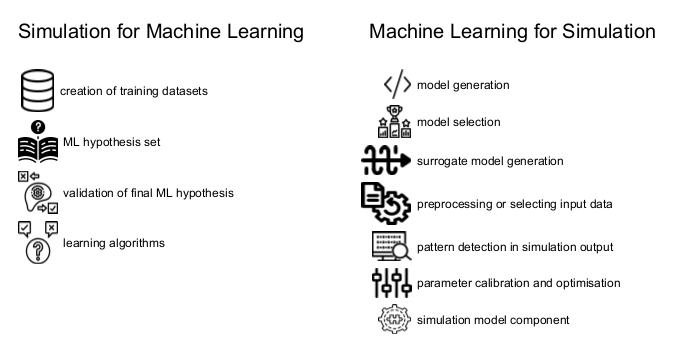 Simulation for Machine Learning
creation of training datasets
ML hypothesis set
validation of final ML hypothesis
learning algorithms
Machine Learning for Simulation
model generation
model selection
surrogate model generation
preprocessing or selecting input data
pattern detection in simulation output
parameter calibration and optimisation
simulation model component